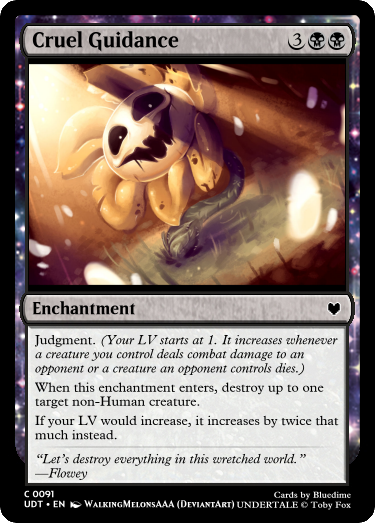 Cruel Guidance 3
Enchantment
Judgment. (Your LV starts at 1. It increases whenever
a creature you control deals combat damage to an
opponent or a creature an opponent controls dies.)
When this enchantment enters, destroy up to one
target non-Human creature.
If your LV would increase, it increases by twice that
much instead.
“Let’s destroy everything in this wretched world.”
—Flowey
C 0091 Cards by Bluedime
UDT • EN WalkingMelonsAAA (DeviantArt) UNDERTALE © Toby Fox